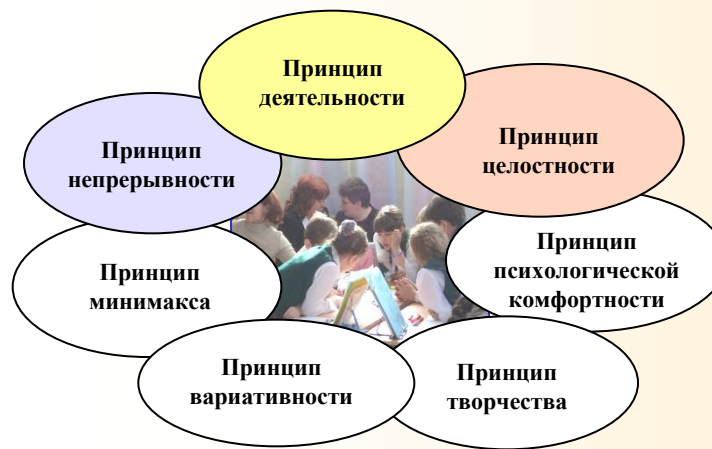 Принцип
деятельности
Принцип
целостности
Принцип
непрерывности
Принцип
психологической
комфортности
Принцип
минимакса
Принцип
вариативности
Принцип
творчества